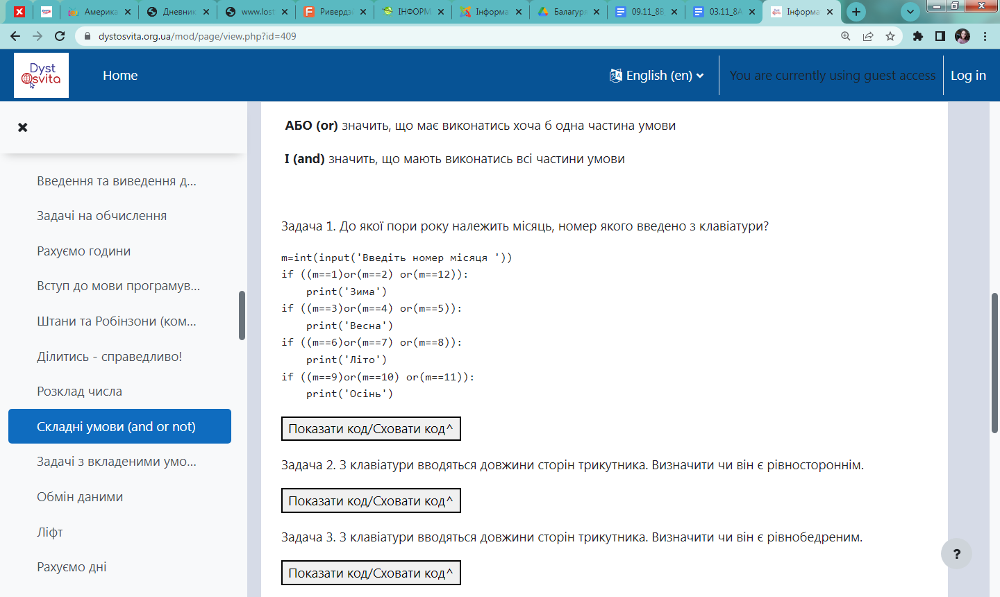 Америка
Дневник
www.lost
Ривердэ
ІНФОРМ
Інформа
Балагуря
09.11_8В
03.11_8А
Інформа
dystosvita.org.ua/mod/page/view.php?id=409
Dyst
Osvita
Home
English (en)
You are currently using guest access
Log in
Введення та виведення д...
Задачі на обчислення
Рахуємо години
Вступ до мови програмув...
Штани та Робінзони (ком...
Ділитись - справедливо!
Розклад числа
Складні умови (and or not)
Задачі з вкладеними умо...
Обмін даними
Ліфт
Рахуємо дні
АБО (or) значить, що має виконатись хоча б одна частина умови
І (and) значить, що мають виконатись всі частини умови
Задача 1. До якої пори року належить місяць, номер якого введено з клавіатури?
m=int(input('Введіть номер місяця '))
if ((m==1)or(m==2) or(m==12)):
    print('Зима')
if ((m==3)or(m==4) or(m==5)):
    print('Весна')
if ((m==6)or(m==7) or(m==8)):
    print('Літо')
if ((m==9)or(m==10) or(m==11)):
    print('Осінь')
Показати код/Сховати код^
Задача 2. З клавіатури вводяться довжини сторін трикутника. Визначити чи він є рівностороннім.
Показати код/Сховати код^
Задача 3. З клавіатури вводяться довжини сторін трикутника. Визначити чи він є рівнобедреним.
Показати код/Сховати код^
?